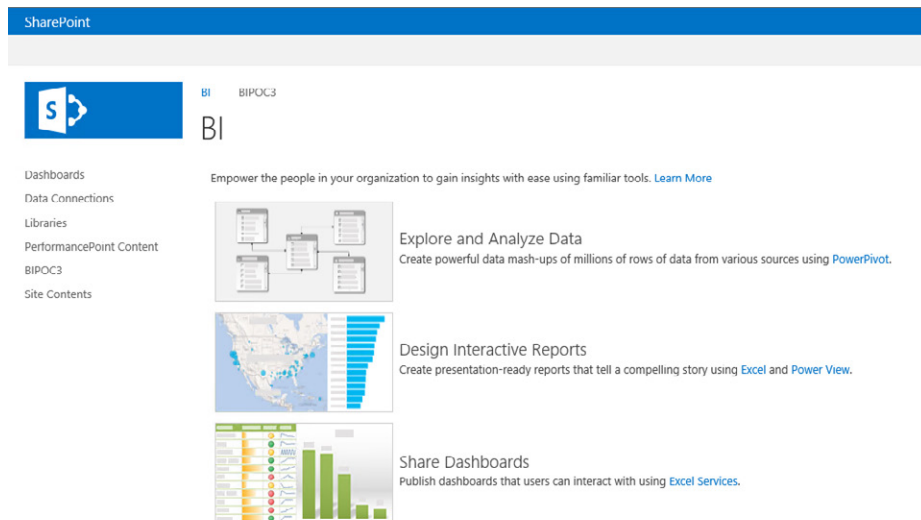 SharePoint
BI BIPOC3
BI
Dashboards
Data Connections
Libraries
PerformancePoint Content
BIPOC3
Site Contents
Empower the people in your organization to gain insights with ease using familiar tools. Learn More
Explore and Analyze Data
Create powerful data mash-ups of millions of rows of data from various sources using PowerPivot.
Design Interactive Reports
Create presentation-ready reports that tell a compelling story using Excel and Power View.
Share Dashboards
Publish dashboards that users can interact with using Excel Services.